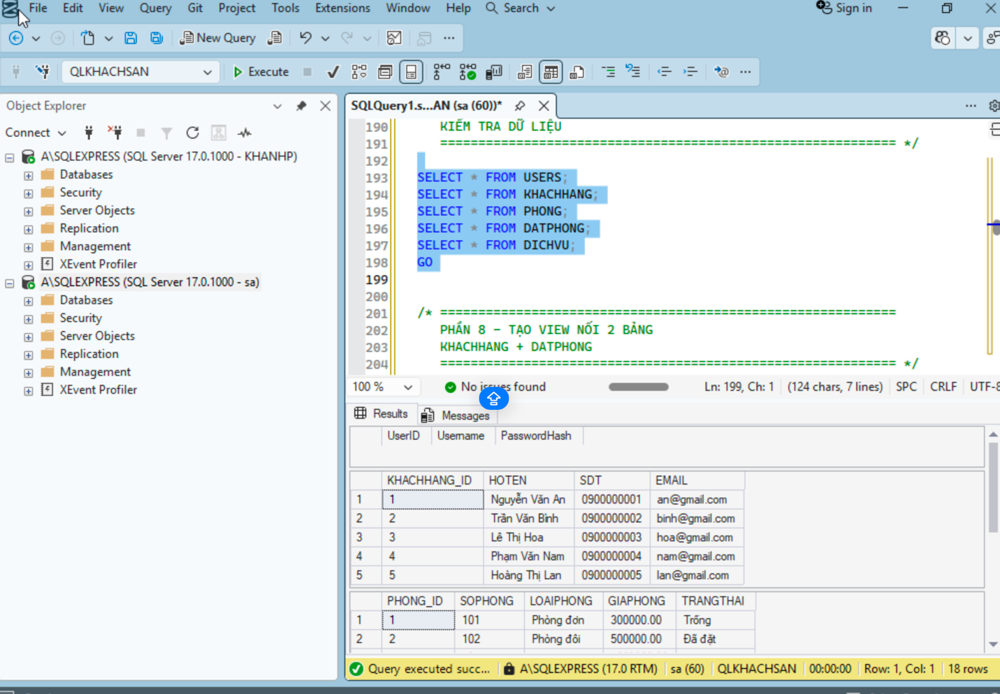 File Edit View Query Git Project Tools Extensions Window Help Search Sign in
New Query
QLKHACHSAN Execute
Object Explorer
Connect
A\SQLEXPRESS (SQL Server 17.0.1000 - KHANHP)
Databases
Security
Server Objects
Replication
Management
XEvent Profiler
A\SQLEXPRESS (SQL Server 17.0.1000 - sa)
Databases
Security
Server Objects
Replication
Management
XEvent Profiler
SQLQuery1.s...AN (sa (60))*
190 KIỂM TRA DỮ LIỆU
191 ============================================================ */
192
193 SELECT * FROM USERS;
194 SELECT * FROM KHACHHANG;
195 SELECT * FROM PHONG;
196 SELECT * FROM DATPHONG;
197 SELECT * FROM DICHVU;
198 GO
199
200
201 /* ============================================================
202 PHẦN 8 – TẠO VIEW NỐI 2 BẢNG
203 KHACHHANG + DATPHONG
204 ============================================================ */
100 % No issues found Ln: 199, Ch: 1 (124 chars, 7 lines) SPC CRLF UTF-8
Results Messages
UserID Username PasswordHash
KHACHHANG_ID HOTEN SDT EMAIL
1 1 Nguyễn Văn An 0900000001 an@gmail.com
2 2 Trần Văn Bình 0900000002 binh@gmail.com
3 3 Lê Thị Hoa 0900000003 hoa@gmail.com
4 4 Phạm Văn Nam 0900000004 nam@gmail.com
5 5 Hoàng Thị Lan 0900000005 lan@gmail.com
PHONG_ID SOPHONG LOAIPHONG GIAPHONG TRANGTHAI
1 1 101 Phòng đơn 300000.00 Trống
2 2 102 Phòng đôi 500000.00 Đã đặt
Query executed succ... A\SQLEXPRESS (17.0 RTM) sa (60) QLKHACHSAN 00:00:00 Row: 1, Col: 1 18 rows